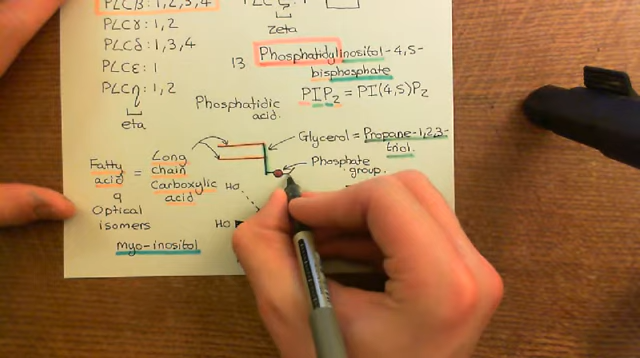 PLCβ: 1,2,3,4
PLCγ: 1,2
PLCδ: 1,3,4
PLCε: 1
PLCη: 1,2
eta
zeta
13
Phosphatidylinositol-4,5-
bisphosphate
PIP2 = PI(4,5)P2
Phosphatidic
acid.
Glycerol = Propane-1,2,3-
triol.
Phosphate
group.
Fatty
acid
=
Long
chain
Carboxylic
acid
9
Optical
isomers
myo-inositol
HO
HO